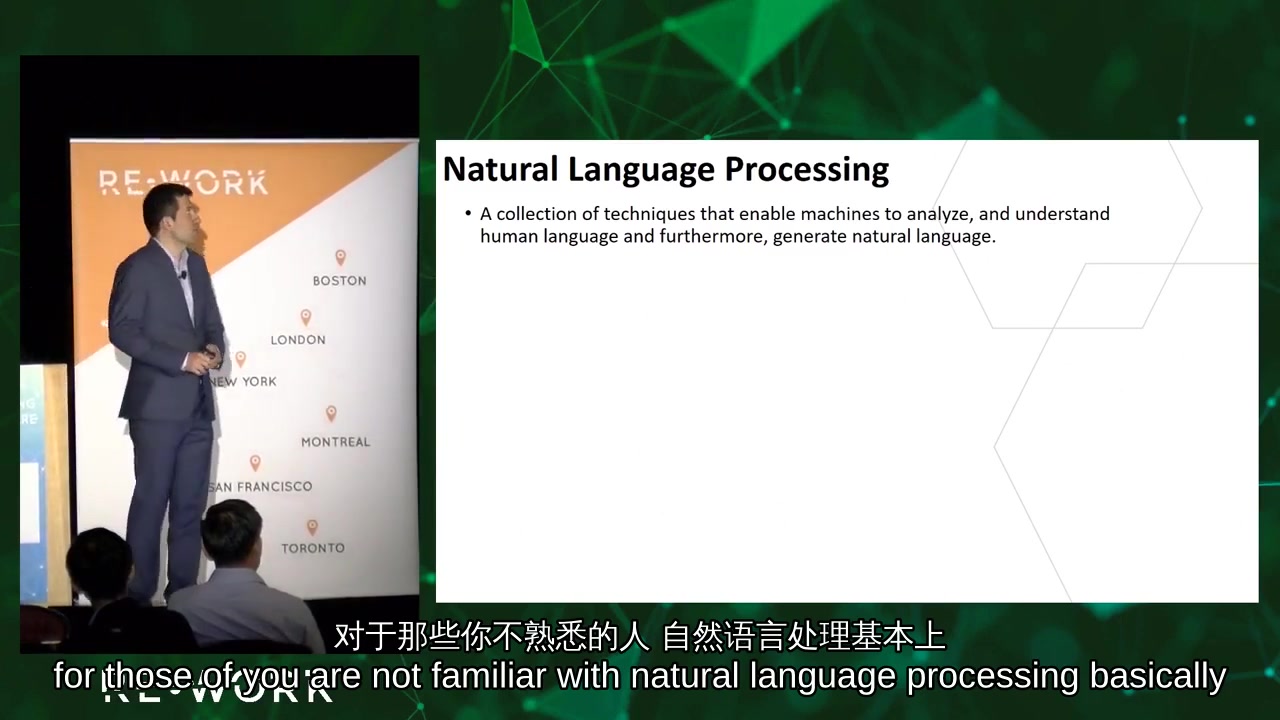 RE•WORK
BOSTON
LONDON
NEW YORK
MONTREAL
SAN FRANCISCO
TORONTO
Natural Language Processing
• A collection of techniques that enable machines to analyze, and understand
human language and furthermore, generate natural language.
对于那些你不熟悉的人 自然语言处理基本上
for those of you are not familiar with natural language processing basically
RE•WORK